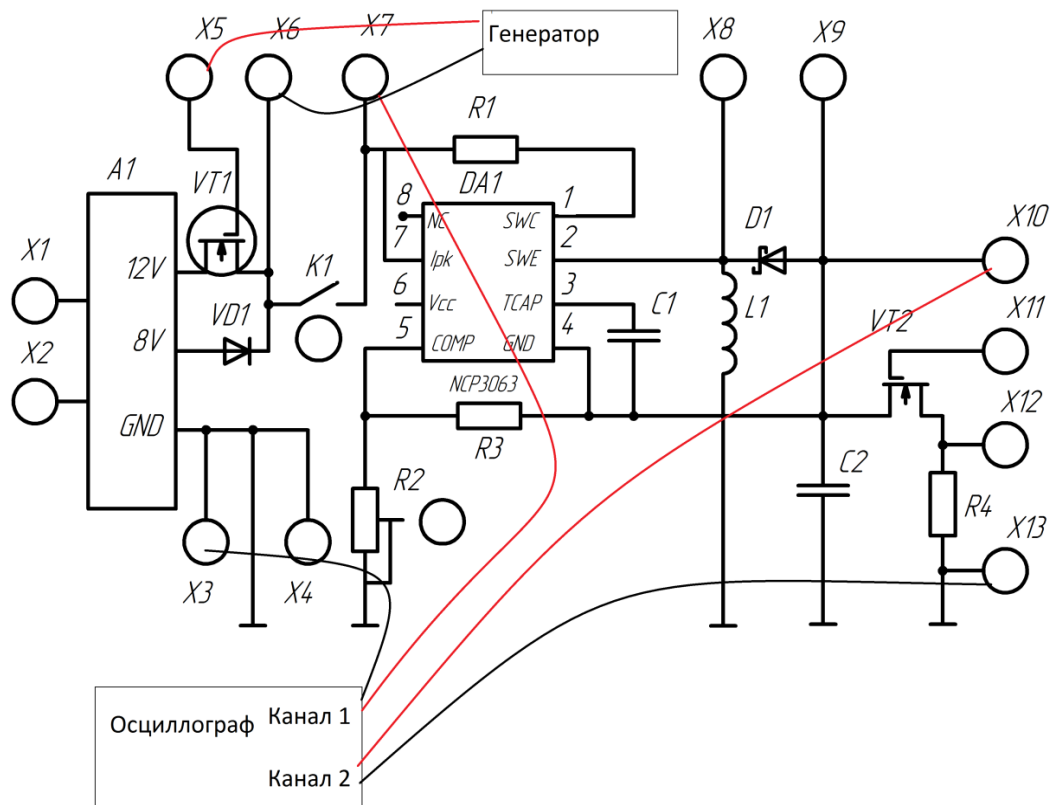 X5
X6
X7
Генератор
X8
X9
R1
A1
VT1
DA1
8
NC
SWC
1
7
Ipk
SWE
2
D1
X10
X1
12V
K1
6
Vcc
TCAP
3
C1
L1
X11
VD1
X2
8V
5
COMP
GND
4
VT2
NCP3063
X12
GND
R3
R2
C2
R4
X13
X3
X4
Осциллограф
Канал 1
Канал 2